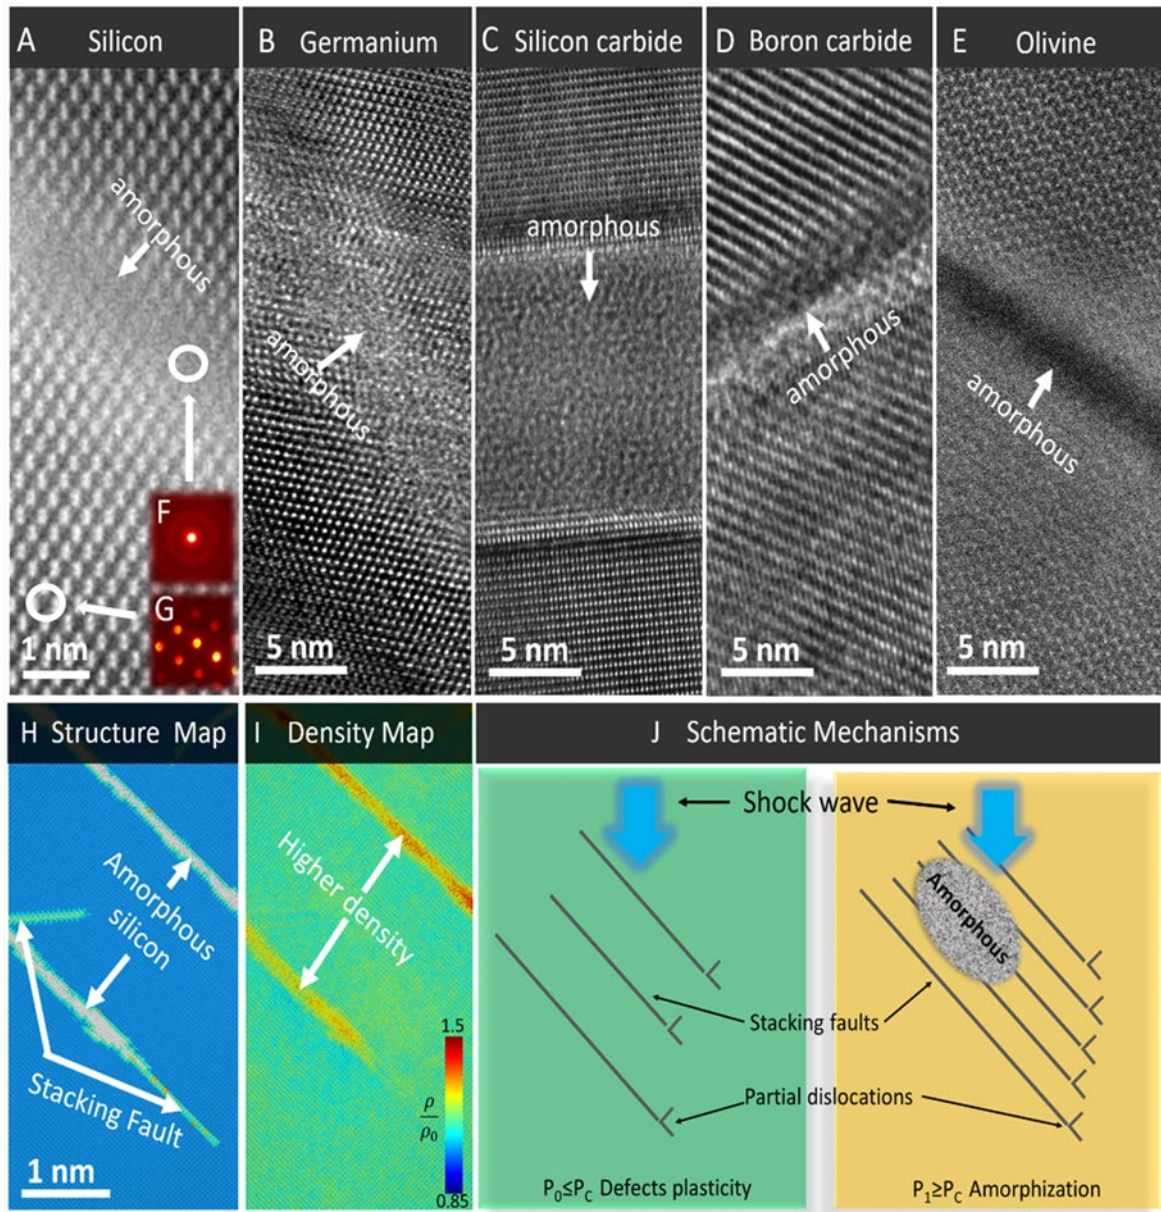 A Silicon
B Germanium
C Silicon carbide
D Boron carbide
E Olivine
amorphous
amorphous
amorphous
amorphous
amorphous
F
G
1 nm
5 nm
5 nm
5 nm
5 nm
H Structure Map
I Density Map
J Schematic Mechanisms
Amorphous
silicon
Stacking Fault
1 nm
Higher density
1.5
ρ
ρ₀
0.85
Shock wave
Amorphous
Stacking faults
Partial dislocations
P₀≤P_C Defects plasticity
P₁≥P_C Amorphization